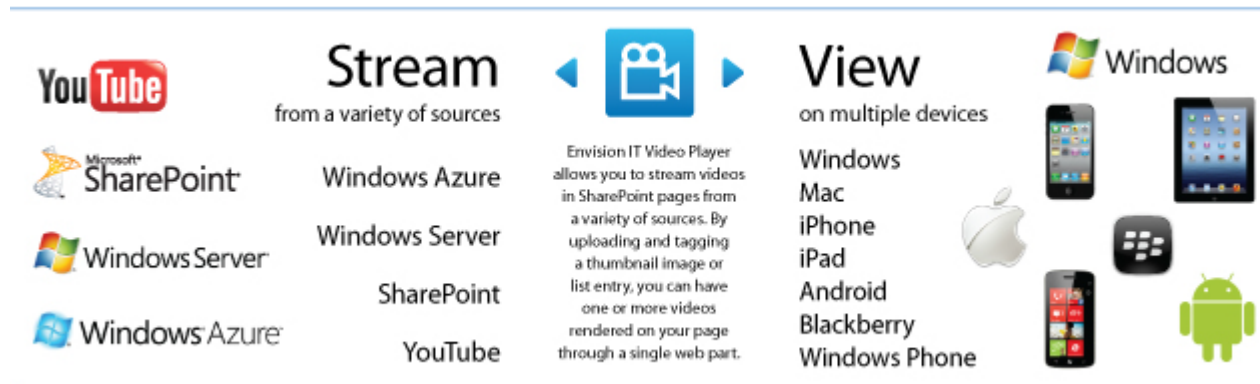 YouTube
Microsoft®
SharePoint®
Windows Server®
Windows® Azure™
Stream
from a variety of sources
Windows Azure
Windows Server
SharePoint
YouTube
Envision IT Video Player
allows you to stream videos
in SharePoint pages from
a variety of sources. By
uploading and tagging
a thumbnail image or
list entry, you can have
one or more videos
rendered on your page
through a single web part.
View
on multiple devices
Windows
Mac
iPhone
iPad
Android
Blackberry
Windows Phone
Windows